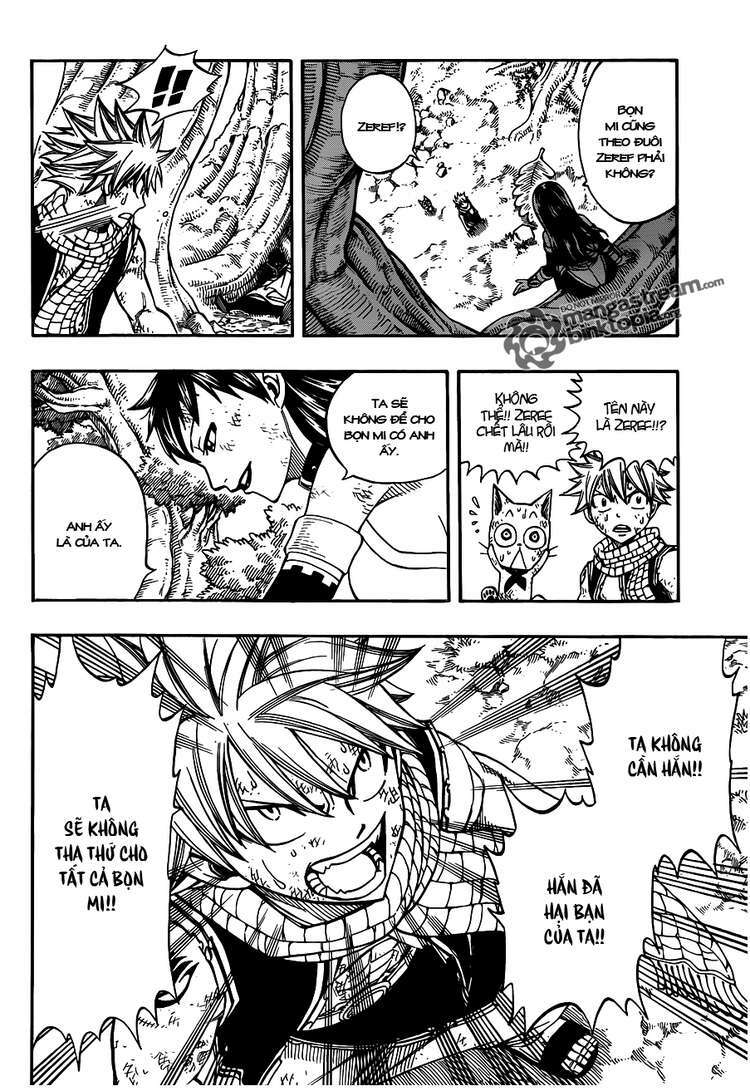 BỌN
MI CŨNG
THEO ĐUÔI
ZEREF PHẢI
KHÔNG?
ZEREF!?
!!
mangastream.com
binktopia
TÊN NÀY
LÀ ZEREF!!?
KHÔNG
THỂ!! ZEREF
CHẾT LÂU RỒI
MÀ!!
TA SẼ
KHÔNG ĐỂ CHO
BỌN MI CÓ ANH
ẤY.
ANH ẤY
LÀ CỦA TA.
TA KHÔNG
CẦN HẮN!!
HẮN ĐÃ
HẠI BẠN
CỦA TA!!
TA
SẼ KHÔNG
THA THỨ CHO
TẤT CẢ BỌN
MI!!